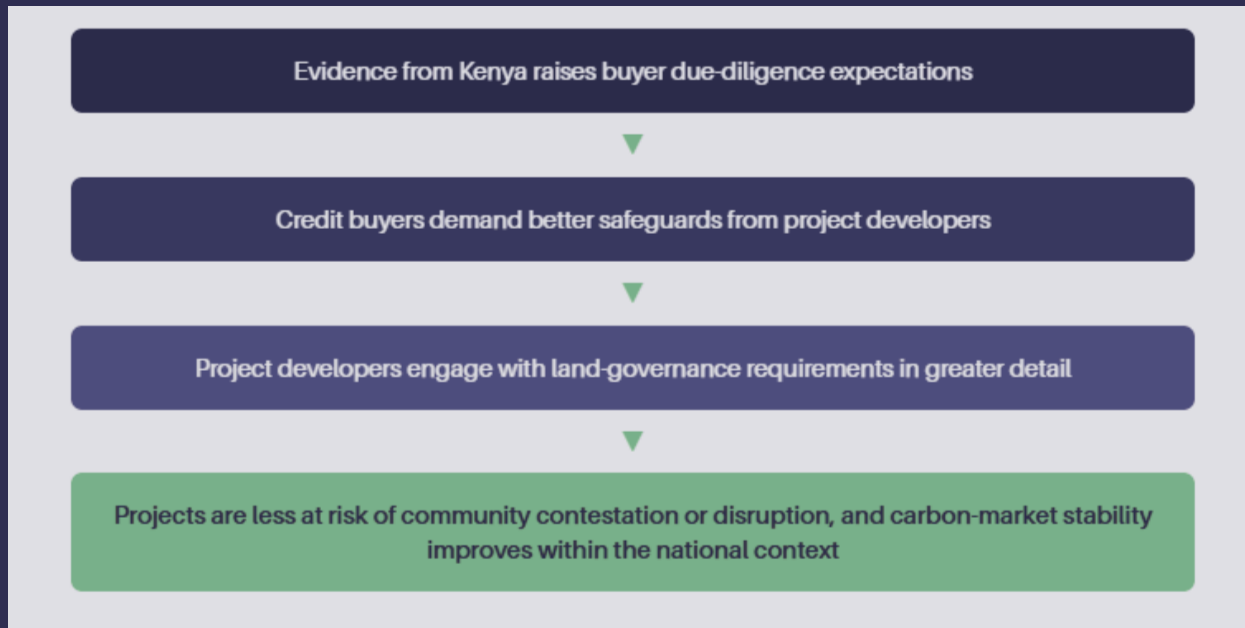 Evidence from Kenya raises buyer due-diligence expectations
Credit buyers demand better safeguards from project developers
Project developers engage with land-governance requirements in greater detail
Projects are less at risk of community contestation or disruption, and carbon-market stability
improves within the national context